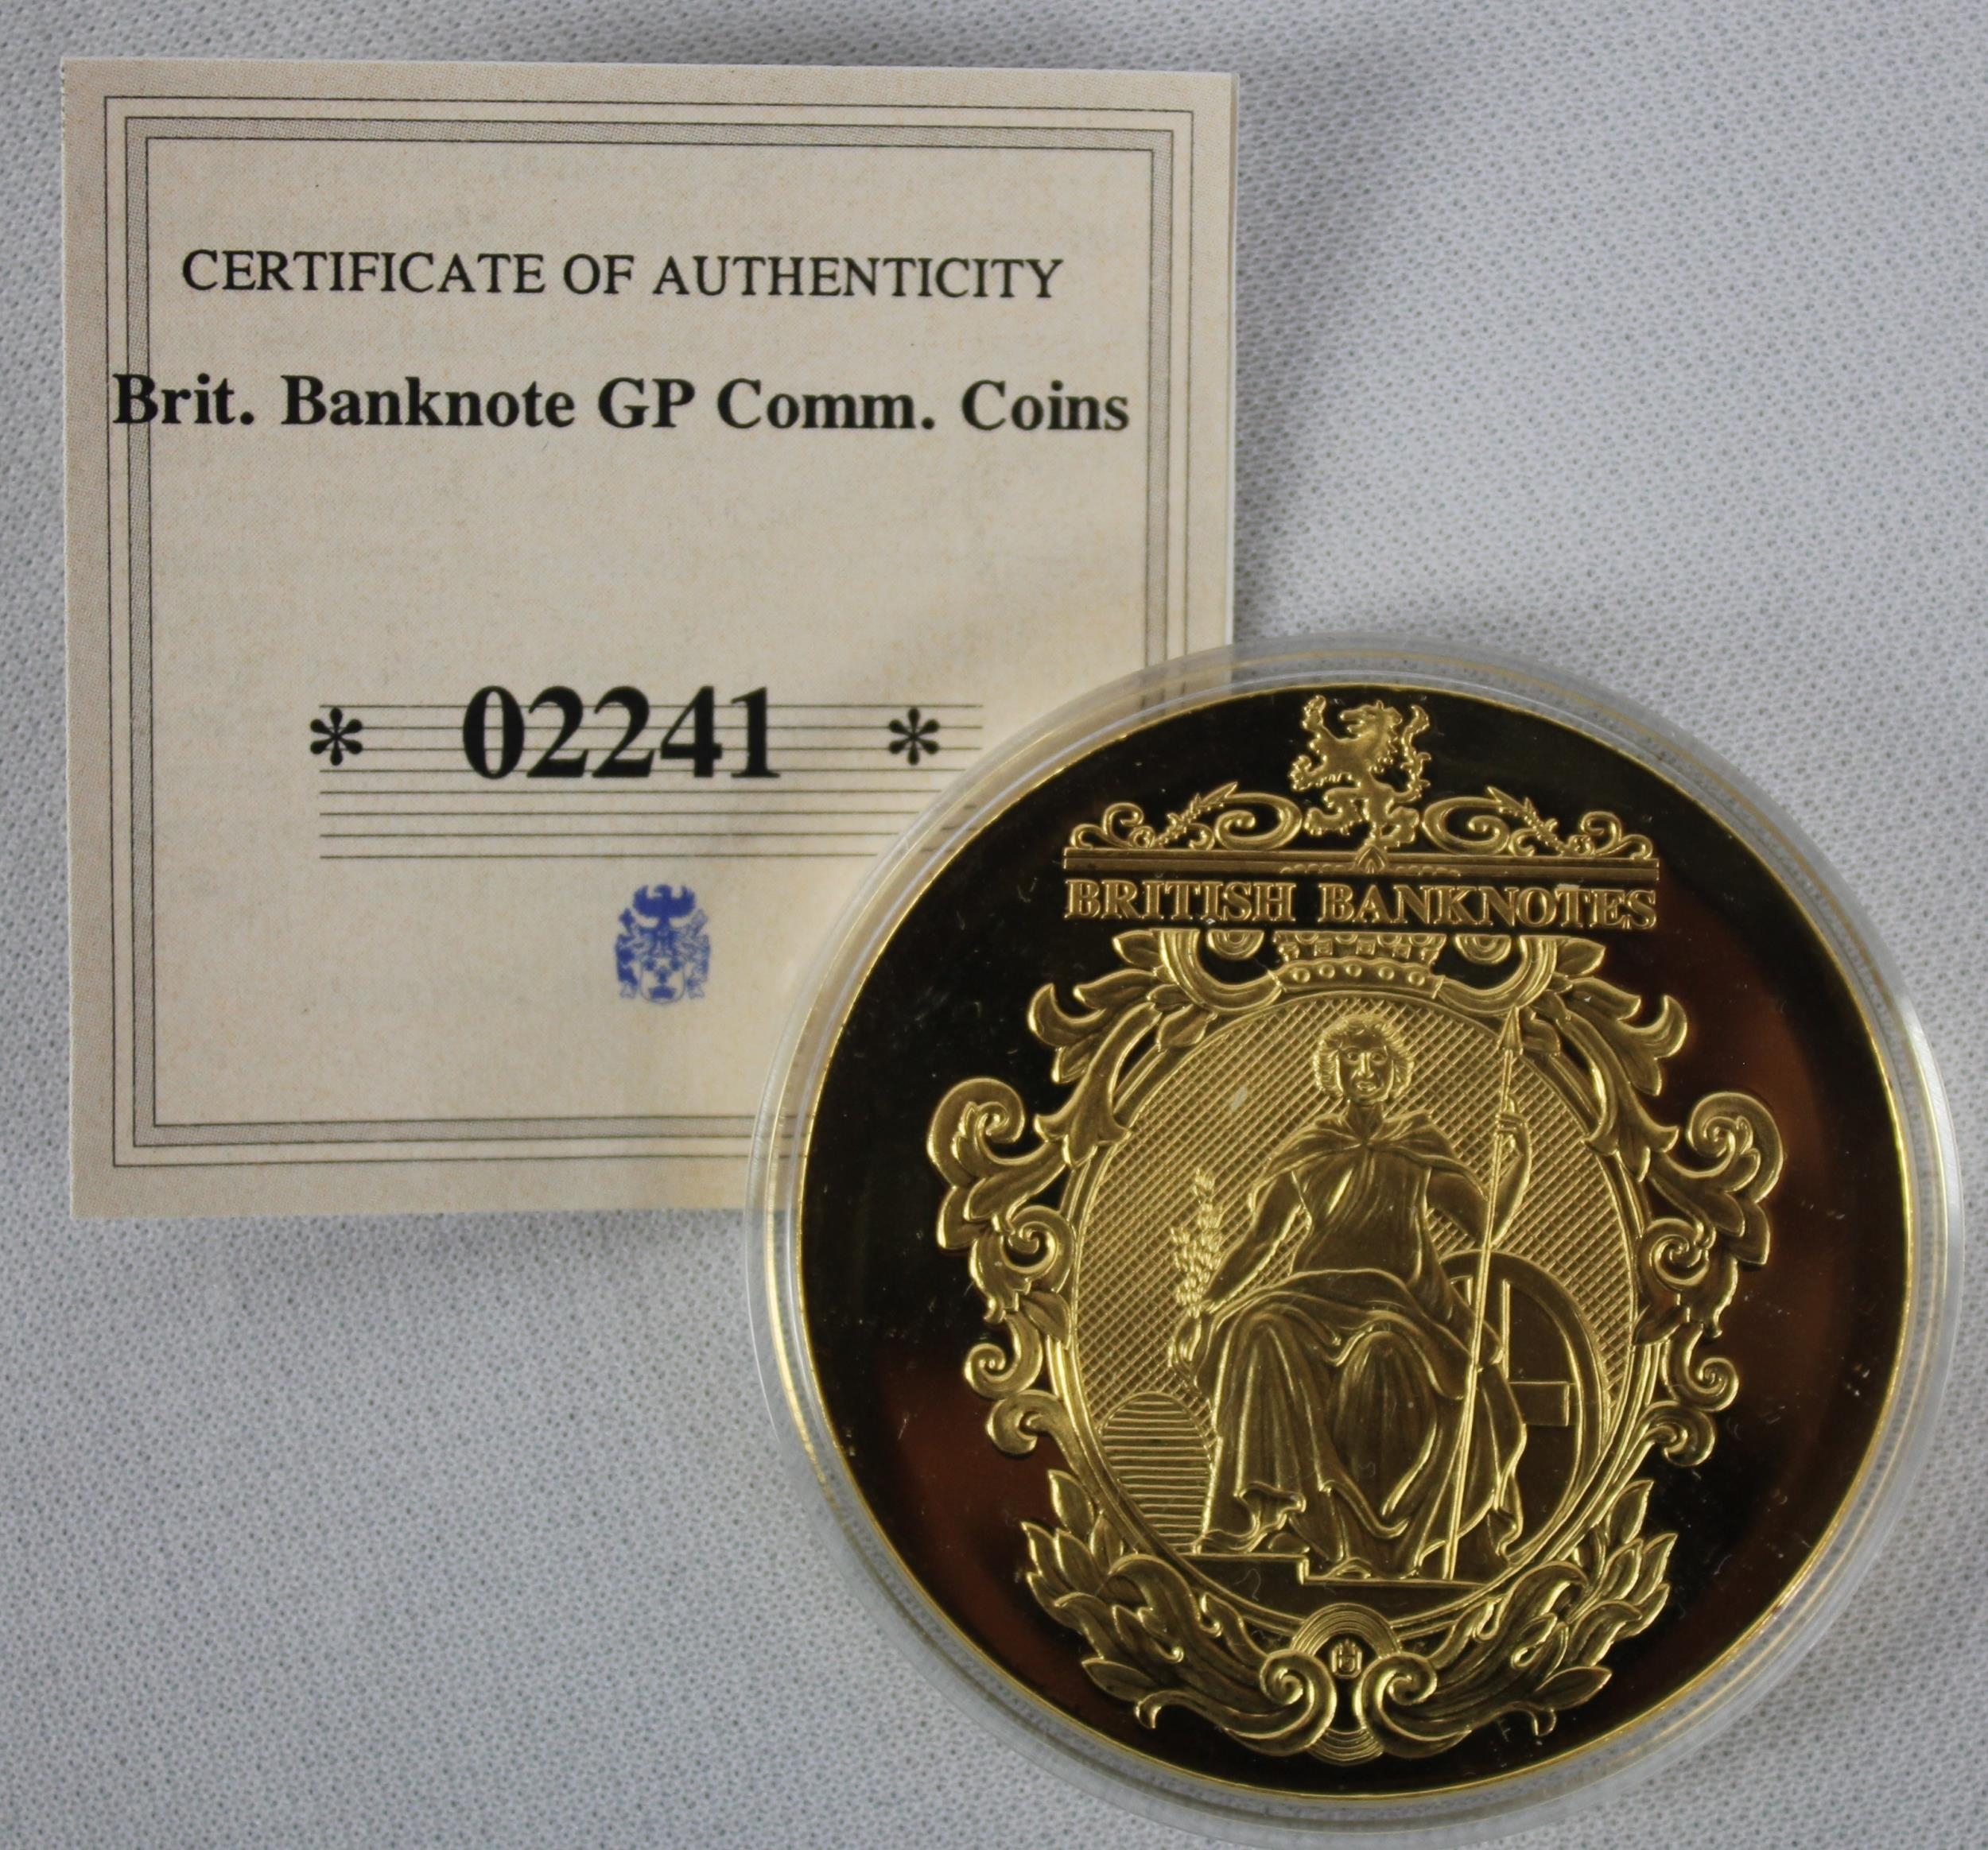 CERTIFICATE OF AUTHENTICITY
Brit. Banknote GP Comm. Coins
* 02241 *
BRITISH BANKNOTES